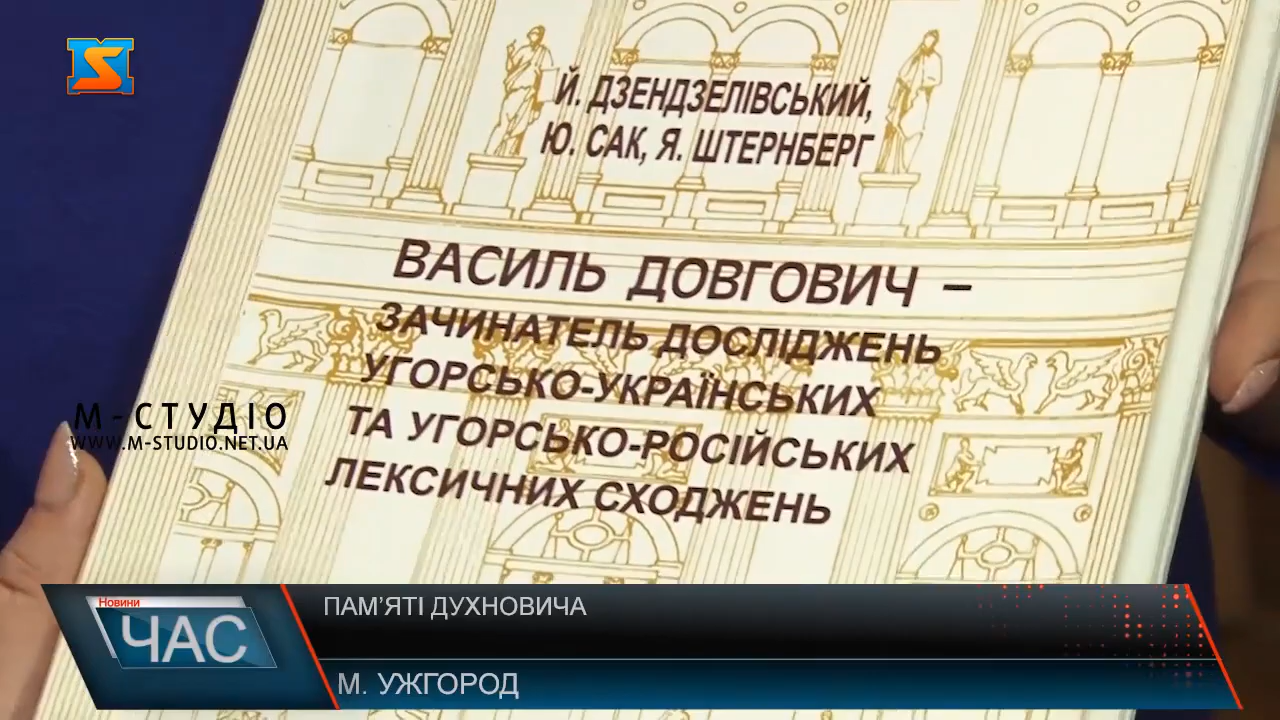 Й. ДЗЕНДЗЕЛІВСЬКИЙ,
Ю. САК, Я. ШТЕРНБЕРГ
ВАСИЛЬ ДОВГОВИЧ –
ЗАЧИНАТЕЛЬ ДОСЛІДЖЕНЬ
УГОРСЬКО-УКРАЇНСЬКИХ
ТА УГОРСЬКО-РОСІЙСЬКИХ
ЛЕКСИЧНИХ СХОДЖЕНЬ
М-СТУДІО
WWW.M-STUDIO.NET.UA
Новини
ЧАС
ПАМ’ЯТІ ДУХНОВИЧА
М. УЖГОРОД